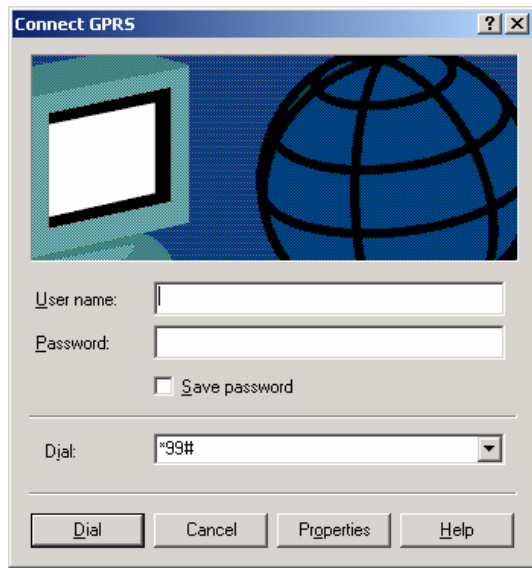 Connect GPRS
User name:
Password:
Save password
Dial: *99#
Dial Cancel Properties Help